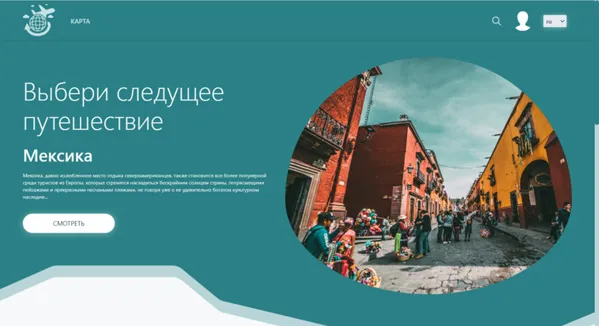 КАРТА
ru
Выбери следущее
путешествие
Мексика
Мексика, давно излюбленное место отдыха североамериканцев, также становится все более популярной
среди туристов из Европы, которые стремятся насладиться бескрайним солнцем страны, потрясающими
пейзажами и прекрасными песчаными пляжами, не говоря уже о ее удивительно богатом культурном
наследии...
СМОТРЕТЬ